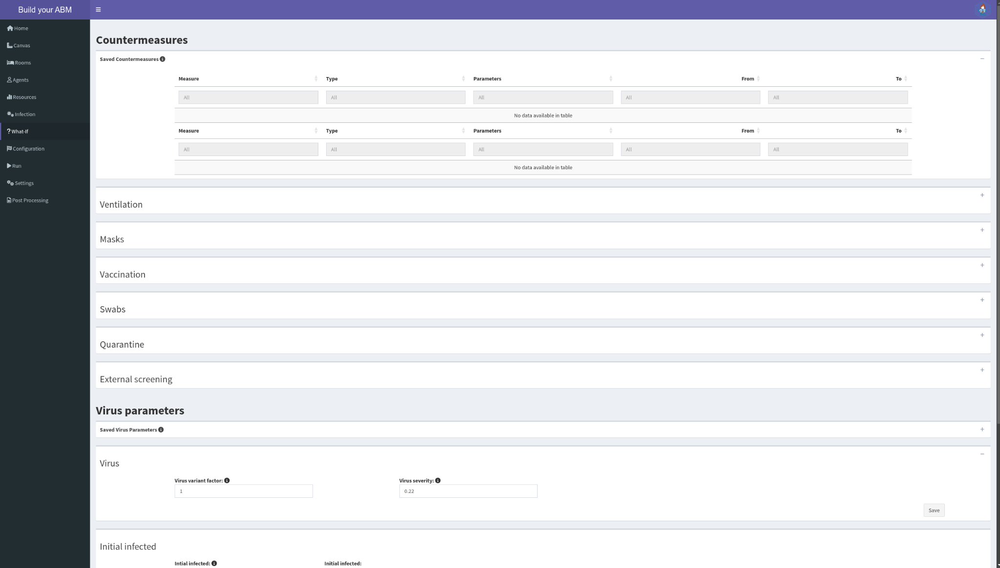 Build your ABM
Home
Canvas
Rooms
Agents
Resources
Infection
What-If
Configuration
Run
Settings
Post Processing
Countermeasures
Saved Countermeasures
Measure Type Parameters From To
All All All All All
No data available in table
Measure Type Parameters From To
All All All All All
No data available in table
Ventilation
Masks
Vaccination
Swabs
Quarantine
External screening
Virus parameters
Saved Virus Parameters
Virus
Virus variant factor: Virus severity:
1 0.22
Save
Initial infected
Intial infected: Initial infected: